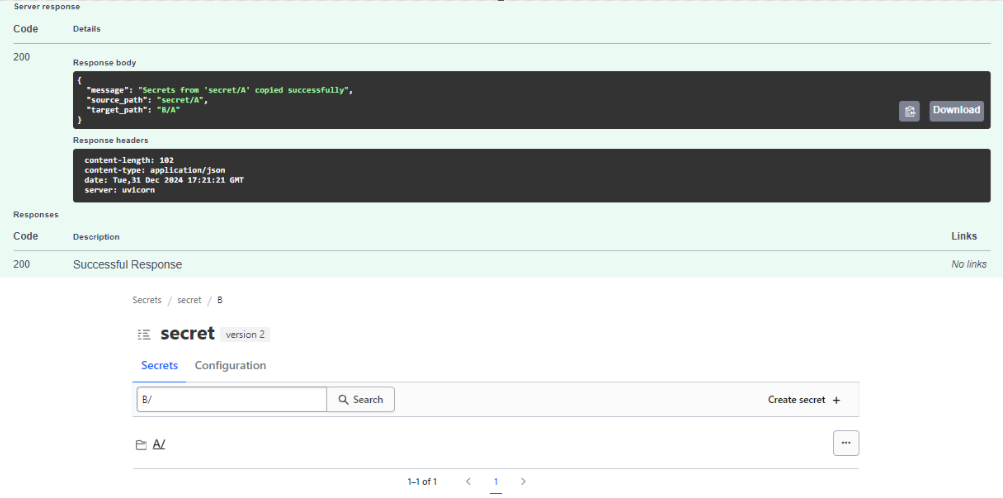 Server response
Code Details
200
Response body
{
"message": "Secrets from 'secret/A' copied successfully",
"source_path": "secret/A",
"target_path": "B/A"
}
Download
Response headers
content-length: 102
content-type: application/json
date: Tue,31 Dec 2024 17:21:21 GMT
server: uvicorn
Responses
Code Description Links
200 Successful Response No links
Secrets / secret / B
secret version 2
Secrets Configuration
B/ Search Create secret +
A/ ...
1–1 of 1 < 1 >